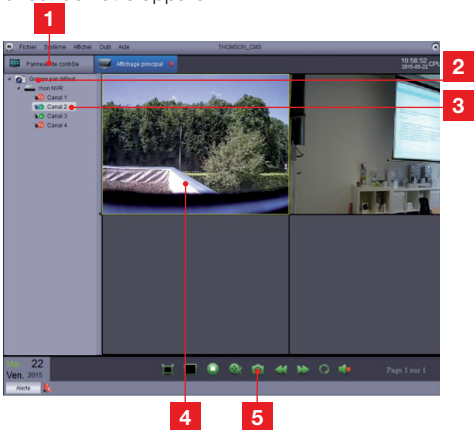 1
Fichier Système Afficher Outil Aide THOMSON_CMS
Panneau de contrôle Affichage principal 10:58:52 CPU
2015-05-22
2
Groupe par défaut
mon NVR
3
Canal 1
Canal 2
Canal 3
Canal 4
22
Ven. 2015
Page 1 sur 1
Alerte
4 5